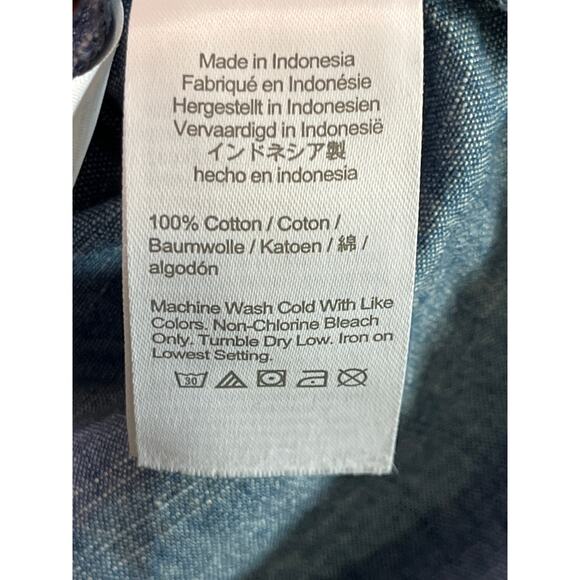 Made in Indonesia
Fabriqué en Indonésie
Hergestellt in Indonesien
Vervaardigd in Indonesië
インドネシア製
hecho en indonesia
100% Cotton / Coton /
Baumwolle / Katoen / 綿 /
algodón
Machine Wash Cold With Like
Colors. Non-Chlorine Bleach
Only. Tumble Dry Low. Iron on
Lowest Setting.
30